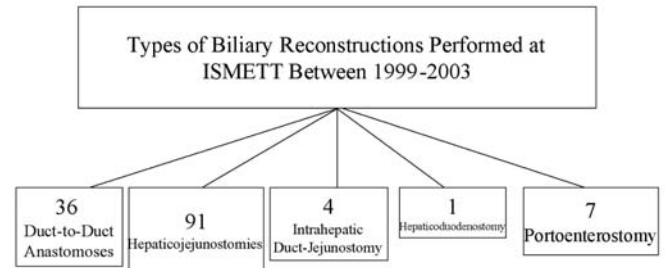 Types of Biliary Reconstructions Performed at
ISMETT Between 1999-2003
36
Duct-to-Duct
Anastomoses
91
Hepaticojejunostomies
4
Intrahepatic
Duct-Jejunostomy
1
Hepaticoduodenostomy
7
Portoenterostomy